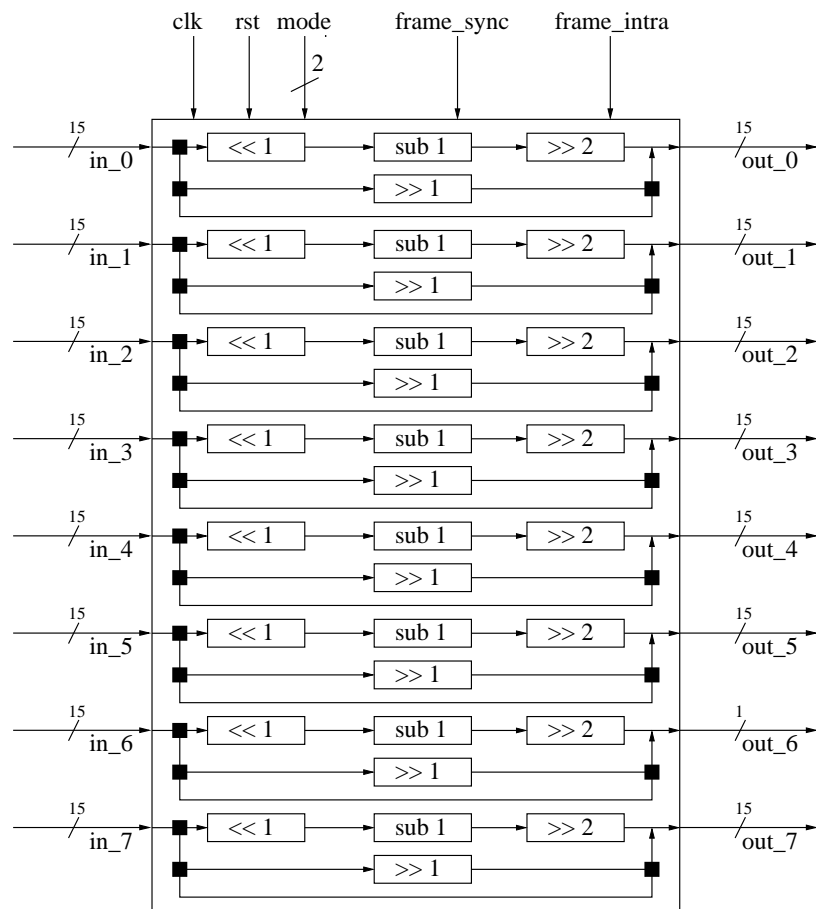 clk rst mode frame_sync frame_intra
2
15 15
<< 1 sub 1 >> 2
in_0 out_0
>> 1
15 15
<< 1 sub 1 >> 2
in_1 out_1
>> 1
15 15
<< 1 sub 1 >> 2
in_2 out_2
>> 1
15 15
<< 1 sub 1 >> 2
in_3 out_3
>> 1
15 15
<< 1 sub 1 >> 2
in_4 out_4
>> 1
15 15
<< 1 sub 1 >> 2
in_5 out_5
>> 1
15 1
<< 1 sub 1 >> 2
in_6 out_6
>> 1
15 15
<< 1 sub 1 >> 2
in_7 out_7
>> 1